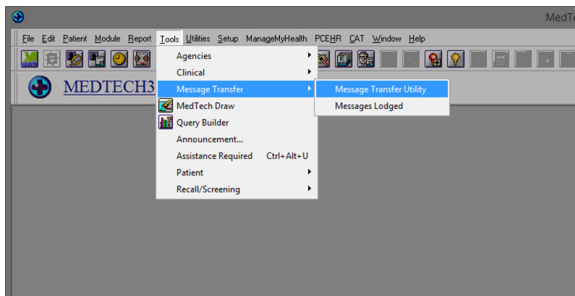 MedTe
File Edit Patient Module Report Tools Utilities Setup ManageMyHealth PCEHR CAT Window Help
MEDTECH3
Agencies
Clinical
Message Transfer
MedTech Draw
Query Builder
Announcement...
Assistance Required Ctrl+Alt+U
Patient
Recall/Screening
Message Transfer Utility
Messages Lodged